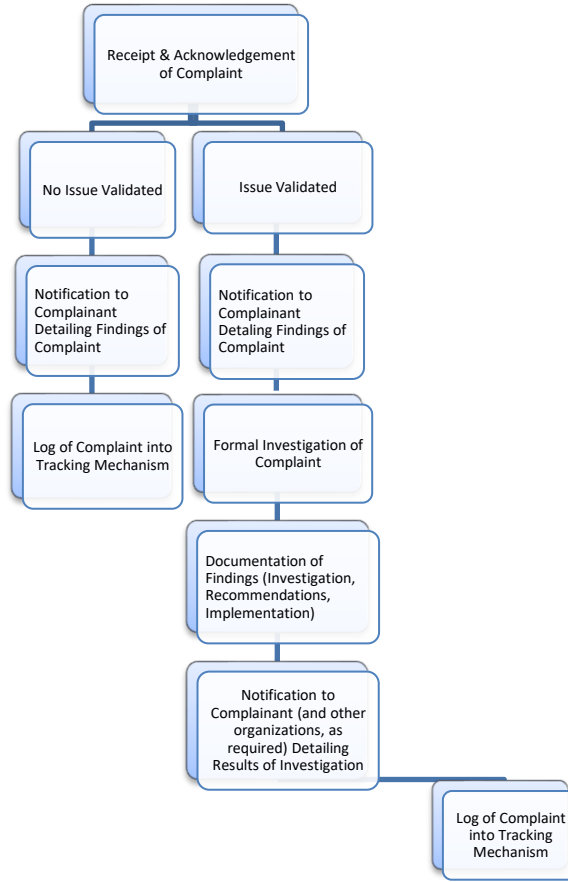 Receipt & Acknowledgement
of Complaint
No Issue Validated
Issue Validated
Notification to
Complainant
Detailing Findings of
Complaint
Notification to
Complainant
Detaling Findings of
Complaint
Log of Complaint into
Tracking Mechanism
Formal Investigation of
Complaint
Documentation of
Findings (Investigation,
Recommendations,
Implementation)
Notification to
Complainant (and other
organizations, as
required) Detailing
Results of Investigation
Log of Complaint
into Tracking
Mechanism